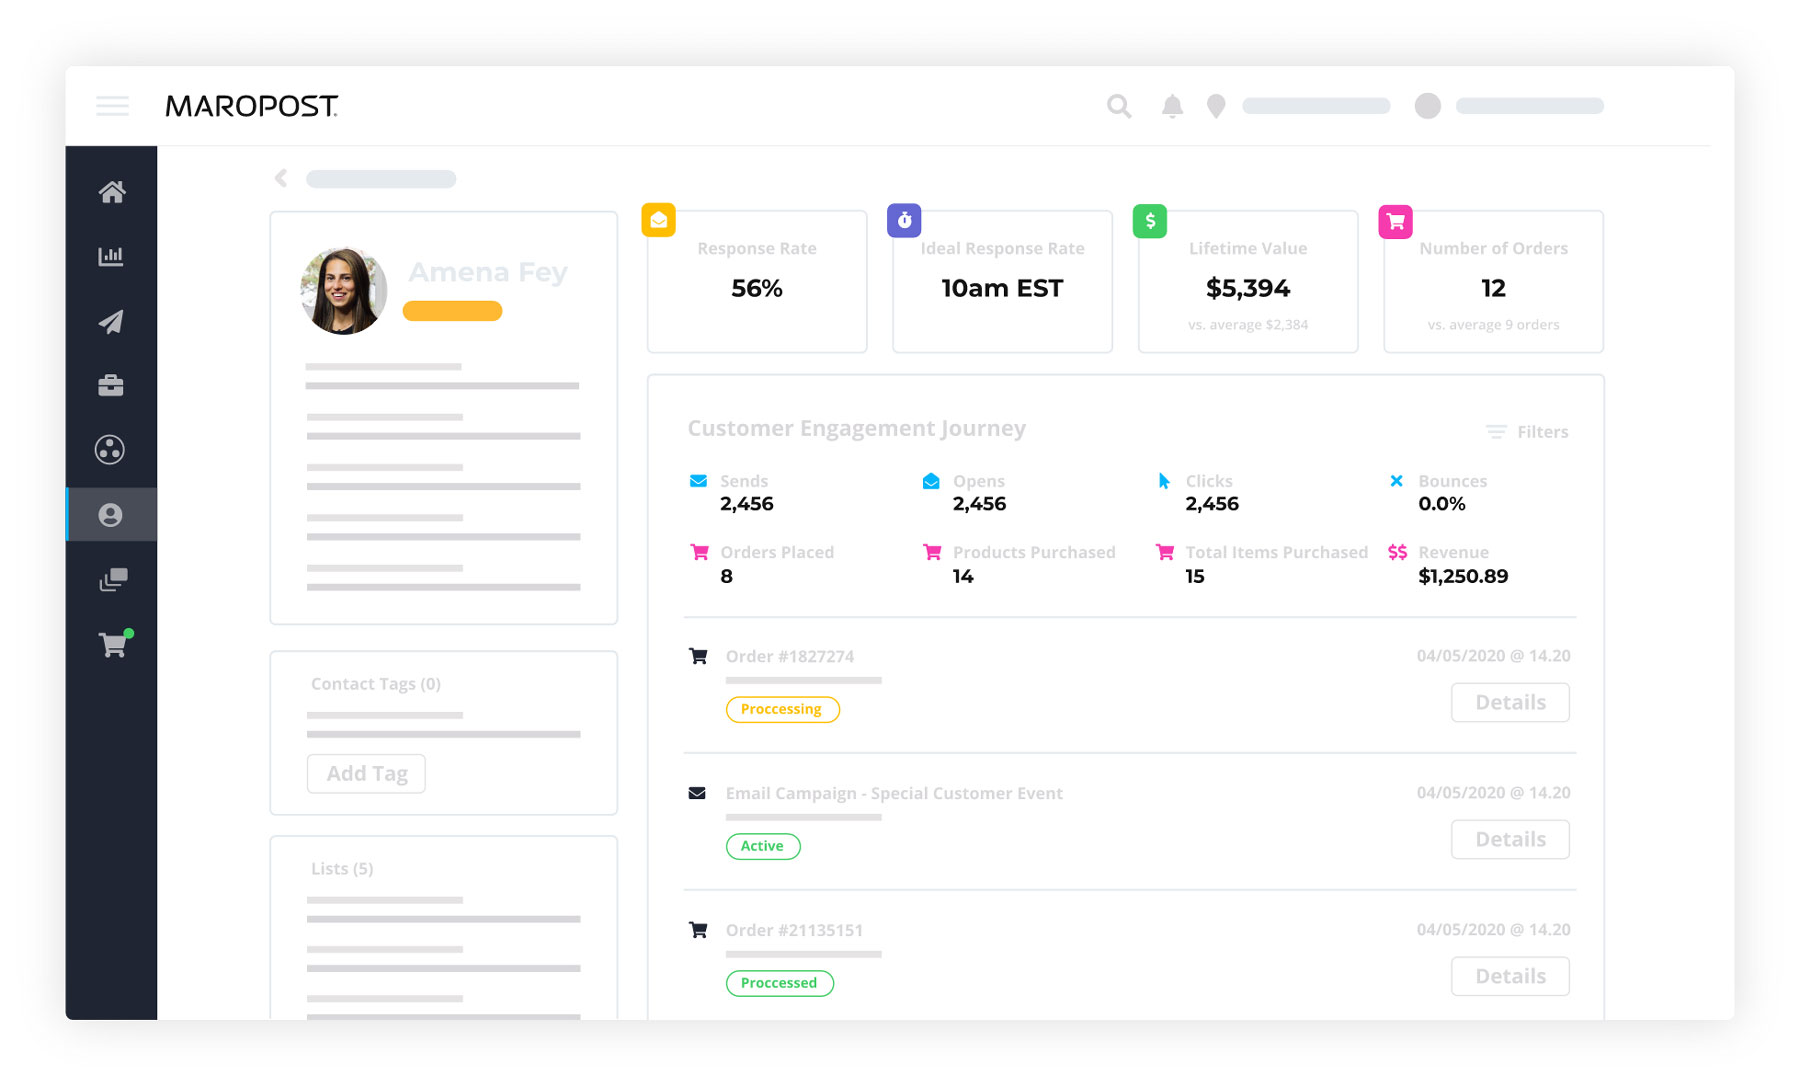 MAROPOST
Amena Fey
Response Rate
56%
Ideal Response Rate
10am EST
Lifetime Value
$5,394
vs. average $2,384
Number of Orders
12
vs. average 9 orders
Customer Engagement Journey
Filters
Sends
2,456
Opens
2,456
Clicks
2,456
Bounces
0.0%
Orders Placed
8
Products Purchased
14
Total Items Purchased
15
Revenue
$1,250.89
Order #1827274
04/05/2020 @ 14.20
Proccessing
Details
Email Campaign - Special Customer Event
04/05/2020 @ 14.20
Active
Details
Order #21135151
04/05/2020 @ 14.20
Proccessed
Details
Contact Tags (0)
Add Tag
Lists (5)